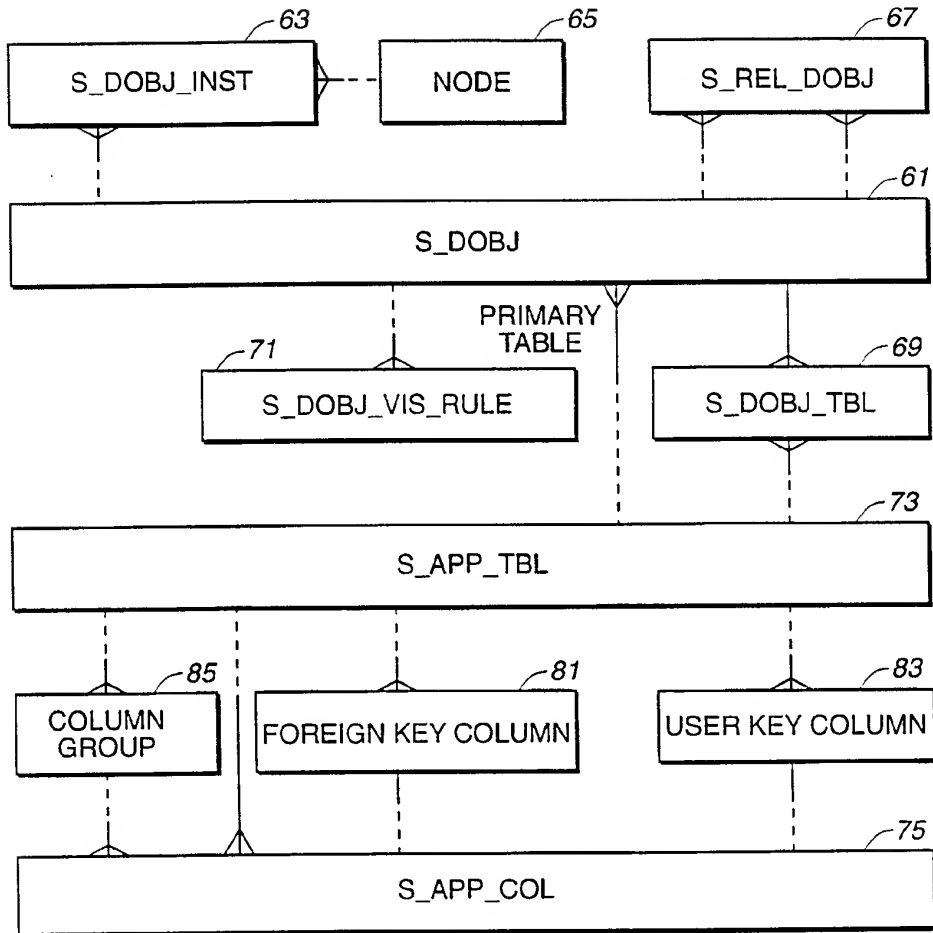 63
65
67
S_DOBJ_INST
NODE
S_REL_DOBJ
61
S_DOBJ
PRIMARY
TABLE
71
69
S_DOBJ_VIS_RULE
S_DOBJ_TBL
73
S_APP_TBL
85
81
83
COLUMN
GROUP
FOREIGN KEY COLUMN
USER KEY COLUMN
75
S_APP_COL